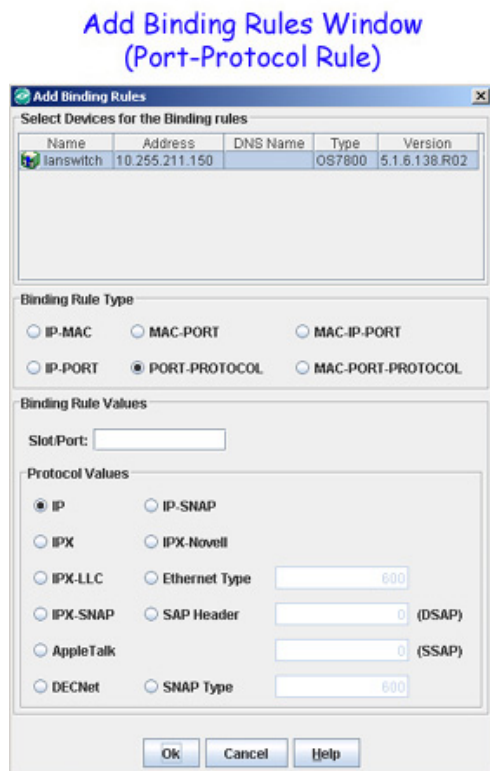 Add Binding Rules Window
(Port-Protocol Rule)
Add Binding Rules
Select Devices for the Binding rules
Name Address DNS Name Type Version
lanswitch 10.255.211.150 OS7800 5.1.6.138.R02
Binding Rule Type
IP-MAC MAC-PORT MAC-IP-PORT
IP-PORT PORT-PROTOCOL MAC-PORT-PROTOCOL
Binding Rule Values
Slot/Port:
Protocol Values
IP IP-SNAP
IPX IPX-Novell
IPX-LLC Ethernet Type 600
IPX-SNAP SAP Header 0 (DSAP)
AppleTalk 0 (SSAP)
DECNet SNAP Type 600
Ok Cancel Help